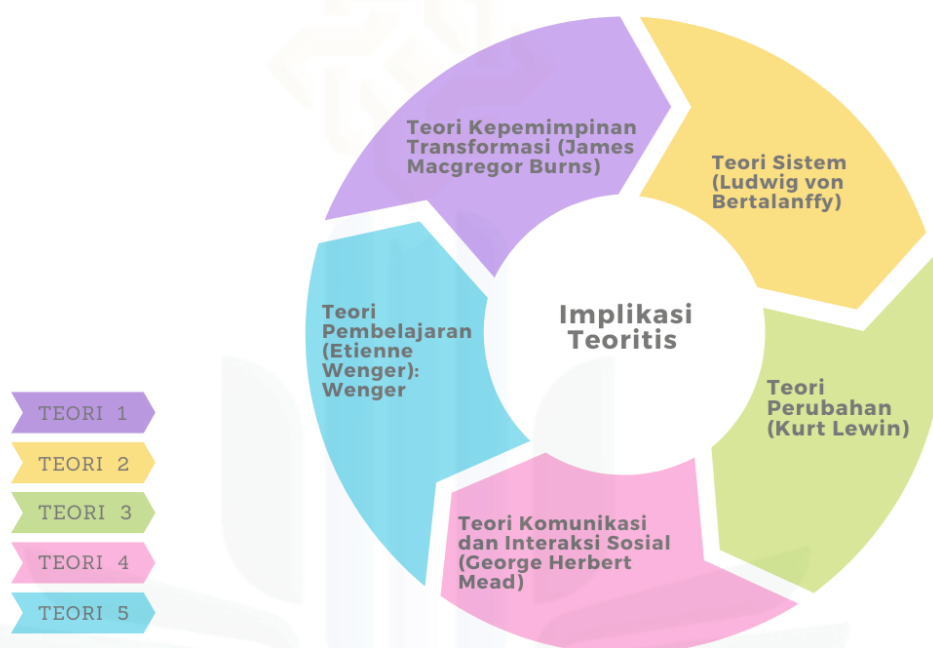 Teori Kepemimpinan
Transformasi (James
Macgregor Burns)
Teori Sistem
(Ludwig von
Bertalanffy)
Teori
Pembelajaran
(Etienne
Wenger):
Wenger
Implikasi
Teoritis
Teori
Perubahan
(Kurt Lewin)
Teori Komunikasi
dan Interaksi Sosial
(George Herbert
Mead)
TEORI 1
TEORI 2
TEORI 3
TEORI 4
TEORI 5